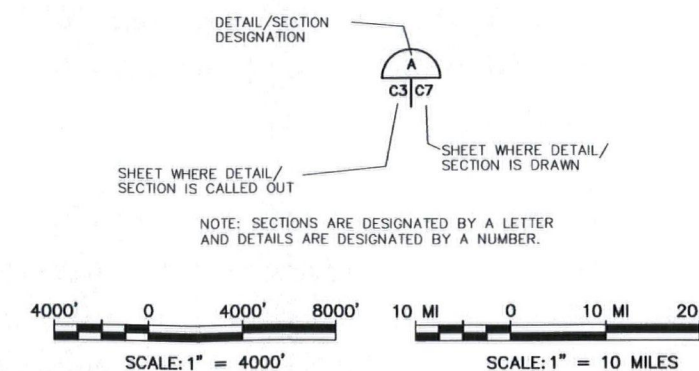 DETAIL/SECTION
DESIGNATION
A
C3 C7
SHEET WHERE DETAIL/
SECTION IS DRAWN
SHEET WHERE DETAIL/
SECTION IS CALLED OUT
NOTE: SECTIONS ARE DESIGNATED BY A LETTER
AND DETAILS ARE DESIGNATED BY A NUMBER.
4000' 0 4000' 8000'
SCALE: 1" = 4000'
10 MI 0 10 MI 20
SCALE: 1" = 10 MILES